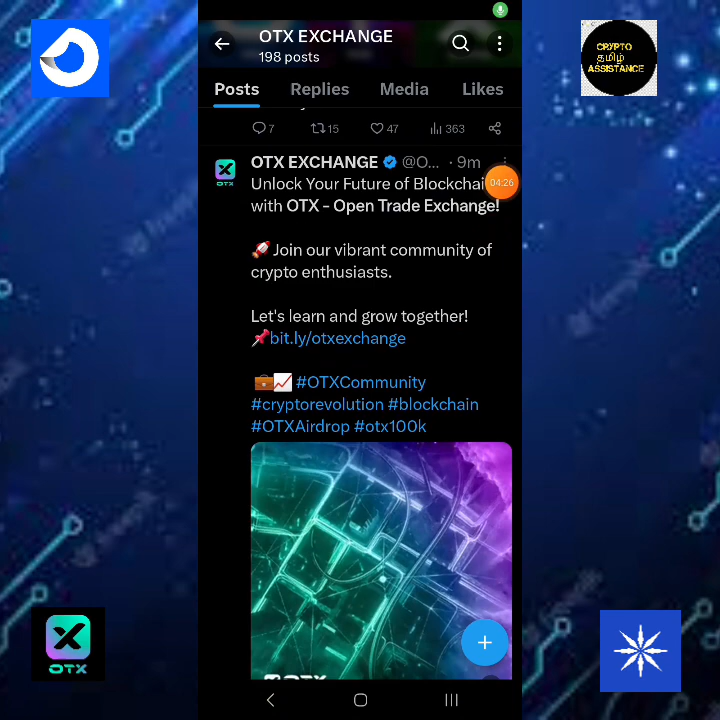 OTX EXCHANGE
198 posts
CRYPTO
தமிழ்
ASSISTANCE
Posts Replies Media Likes
7 15 47 363
OTX EXCHANGE @O... · 9m
04:26
Unlock Your Future of Blockchai
with OTX - Open Trade Exchange!
🚀Join our vibrant community of
crypto enthusiasts.
Let's learn and grow together!
📌bit.ly/otxexchange
💼📈 #OTXCommunity
#cryptorevolution #blockchain
#OTXAirdrop #otx100k
OTX
OTX